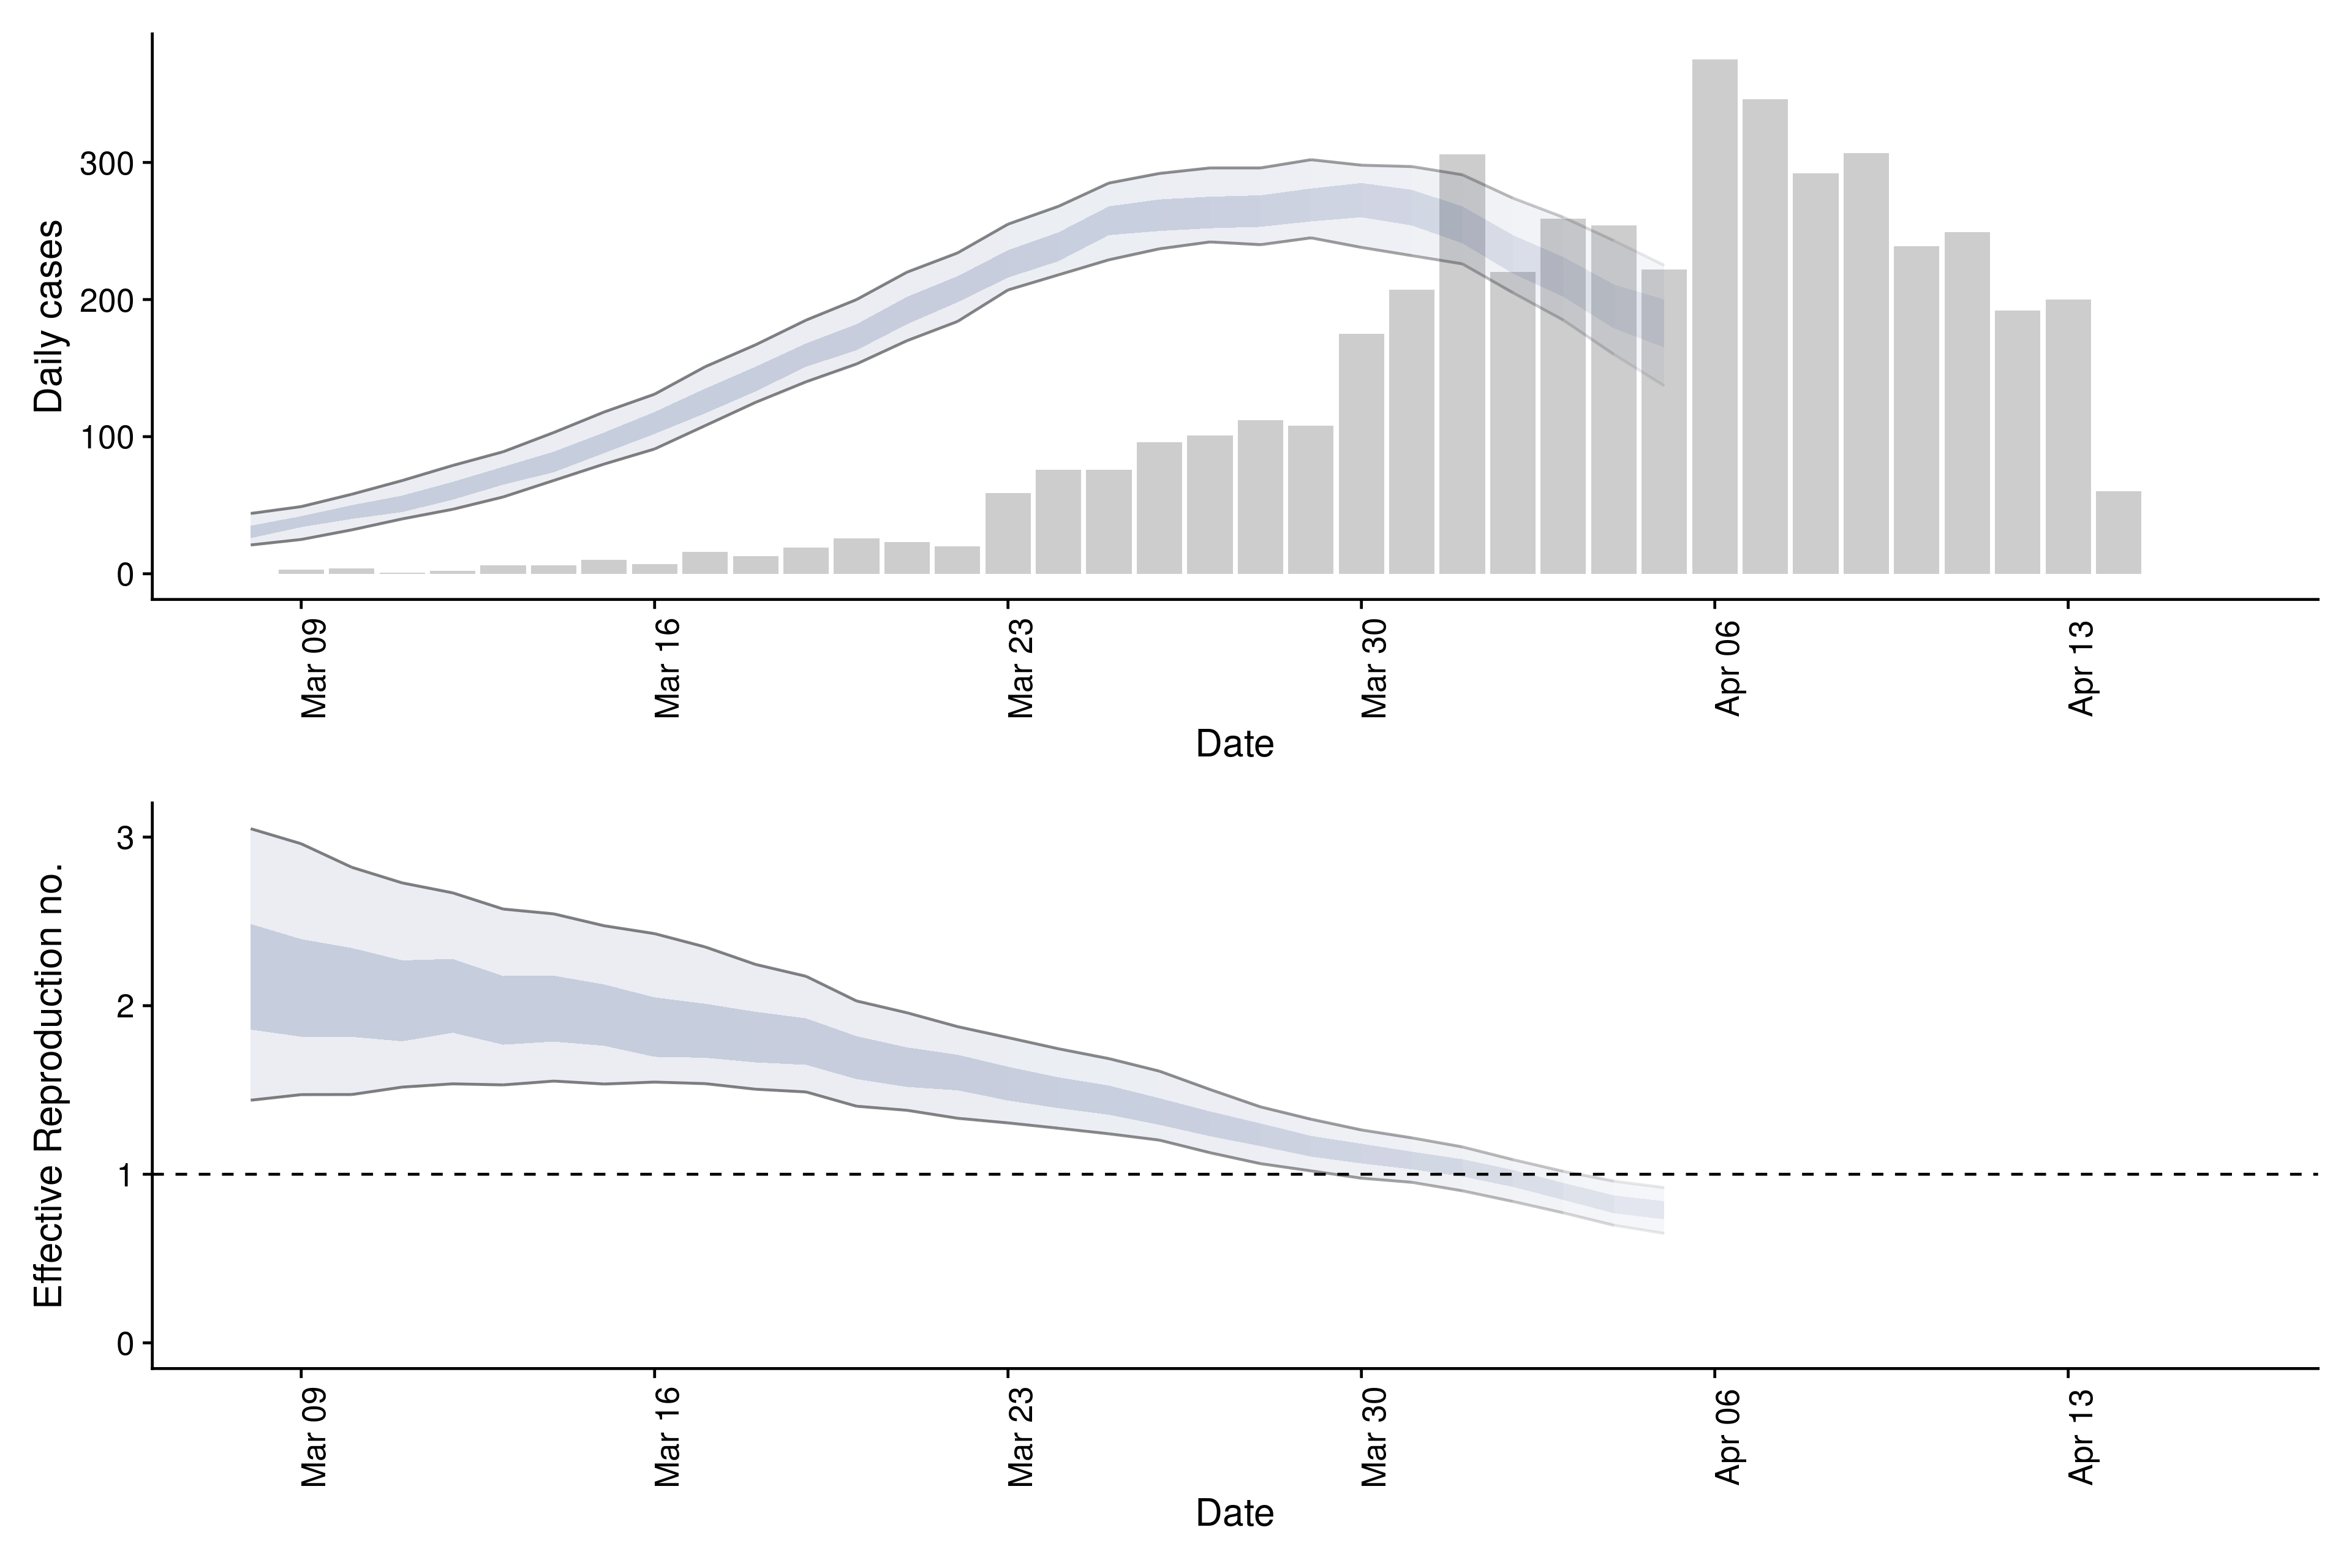 Daily cases
300
200
100
0
Mar 09
Mar 16
Mar 23
Mar 30
Apr 06
Apr 13
Date
Effective Reproduction no.
3
2
1
0
Mar 09
Mar 16
Mar 23
Mar 30
Apr 06
Apr 13
Date